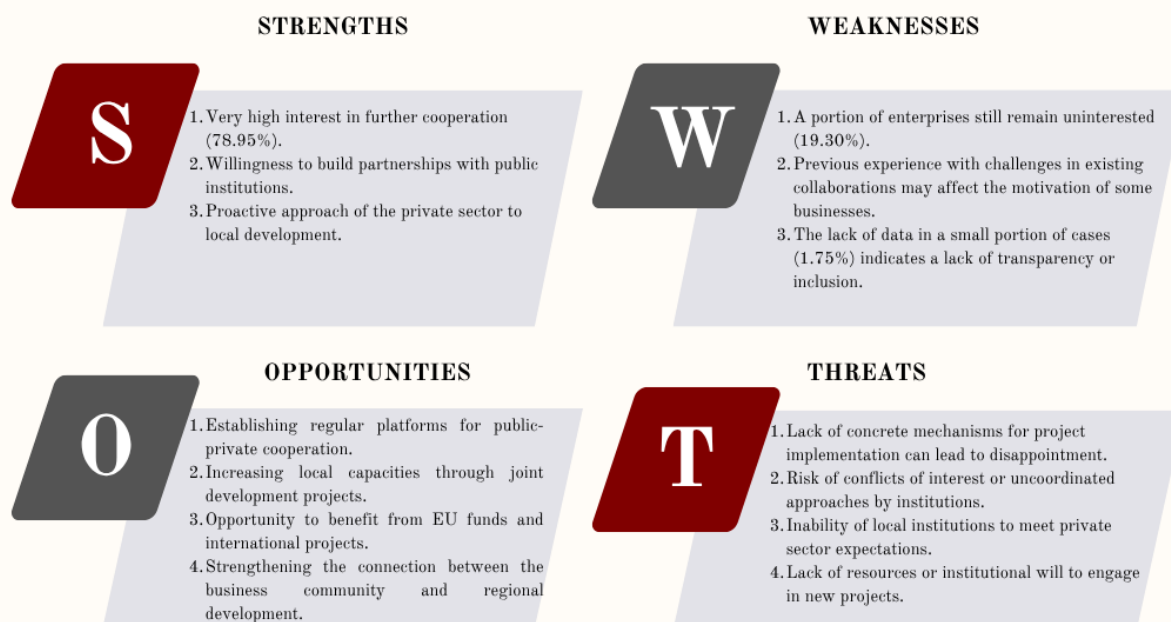 STRENGTHS
S
1. Very high interest in further cooperation
(78.95%).
2. Willingness to build partnerships with public
institutions.
3. Proactive approach of the private sector to
local development.
WEAKNESSES
W
1. A portion of enterprises still remain uninterested
(19.30%).
2. Previous experience with challenges in existing
collaborations may affect the motivation of some
businesses.
3. The lack of data in a small portion of cases
(1.75%) indicates a lack of transparency or
inclusion.
OPPORTUNITIES
O
1. Establishing regular platforms for public-
private cooperation.
2. Increasing local capacities through joint
development projects.
3. Opportunity to benefit from EU funds and
international projects.
4. Strengthening the connection between the
business community and regional
development.
THREATS
T
1. Lack of concrete mechanisms for project
implementation can lead to disappointment.
2. Risk of conflicts of interest or uncoordinated
approaches by institutions.
3. Inability of local institutions to meet private
sector expectations.
4. Lack of resources or institutional will to engage
in new projects.